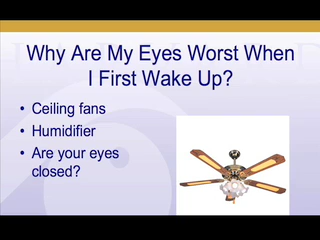 Why Are My Eyes Worst When
I First Wake Up?
• Ceiling fans
• Humidifier
• Are your eyes
closed?